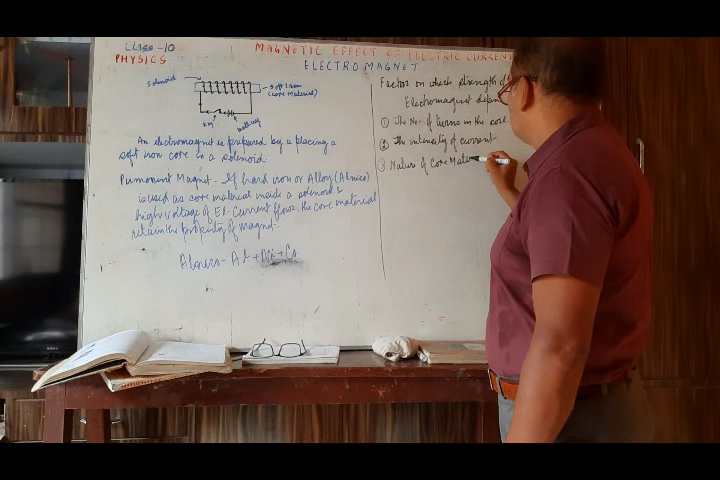 CLASS-10
PHYSICS
MAGNETIC EFFECT OF ELECTRIC CURRENT
ELECTROMAGNET
Solenoid
Soft Iron
(Core Material)
battery
An electromagnet is prepared by a placing a
soft iron core in a solenoid.
Permanent Magnet - If hard iron or Alloy (Alnico)
is used as core material inside a solenoid &
high voltage of El. Current flows, the core material
retain the property of magnet.
Alnico - Al + Ni + Co
Factors on which strength of
Electromagnet
① The No. of turns in the core
② The intensity of current
③ Nature of Core Mate